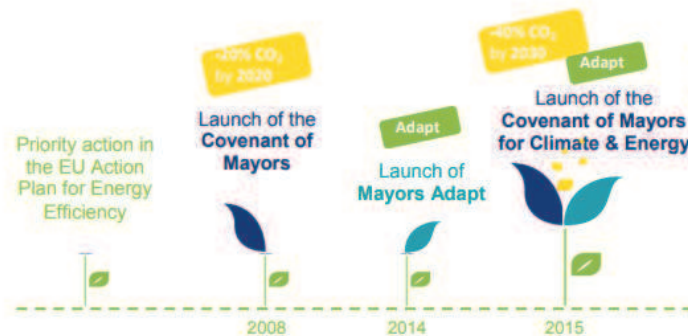 Priority action in
the EU Action
Plan for Energy
Efficiency
-20% CO₂
by 2020
Launch of the
Covenant of
Mayors
2008
Adapt
Launch of
Mayors Adapt
2014
-40% CO₂
by 2030
Adapt
Launch of the
Covenant of Mayors
for Climate & Energy
2015